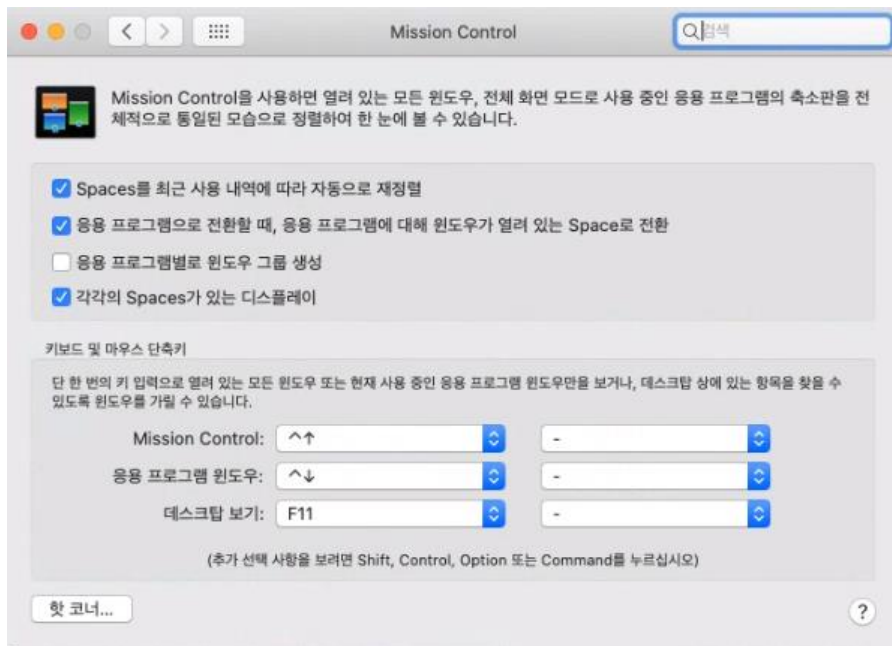 Mission Control
검색
Mission Control을 사용하면 열려 있는 모든 윈도우, 전체 화면 모드로 사용 중인 응용 프로그램의 축소판을 전
체적으로 통일된 모습으로 정렬하여 한 눈에 볼 수 있습니다.
Spaces를 최근 사용 내역에 따라 자동으로 재정렬
응용 프로그램으로 전환할 때, 응용 프로그램에 대해 윈도우가 열려 있는 Space로 전환
응용 프로그램별로 윈도우 그룹 생성
각각의 Spaces가 있는 디스플레이
키보드 및 마우스 단축키
단 한 번의 키 입력으로 열려 있는 모든 윈도우 또는 현재 사용 중인 응용 프로그램 윈도우만을 보거나, 데스크탑 상에 있는 항목을 찾을 수
있도록 윈도우를 가릴 수 있습니다.
Mission Control: ^↑ -
응용 프로그램 윈도우: ^↓ -
데스크탑 보기: F11 -
(추가 선택 사항을 보려면 Shift, Control, Option 또는 Command를 누르십시오)
핫 코너... ?